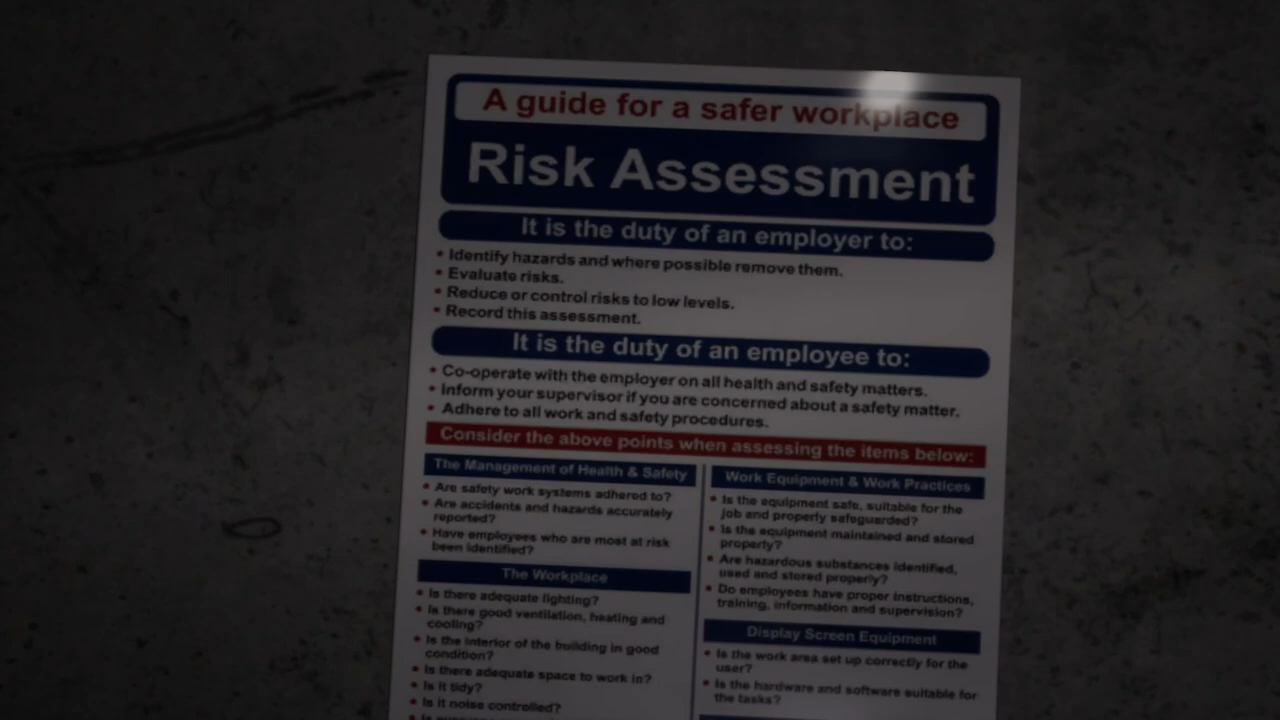 A guide for a safer workplace
Risk Assessment
It is the duty of an employer to:
• Identify hazards and where possible remove them.
• Evaluate risks.
• Reduce or control risks to low levels.
• Record this assessment.
It is the duty of an employee to:
• Co-operate with the employer on all health and safety matters.
• Inform your supervisor if you are concerned about a safety matter.
• Adhere to all work and safety procedures.
Consider the above points when assessing the items below:
The Management of Health & Safety
• Are safety work systems adhered to?
• Are accidents and hazards accurately
reported?
• Have employees who are most at risk
been identified?
The Workplace
• Is there adequate lighting?
• Is there good ventilation, heating and
cooling?
• Is the interior of the building in good
condition?
• Is there adequate space to work in?
• Is it tidy?
• Is it noise controlled?
Work Equipment & Work Practices
• Is the equipment safe, suitable for the
job and properly safeguarded?
• Is the equipment maintained and stored
property?
• Are hazardous substances identified,
used and stored properly?
• Do employees have proper instructions,
training, information and supervision?
Display Screen Equipment
• Is the work area set up correctly for the
user?
• Is the hardware and software suitable for
the tasks?